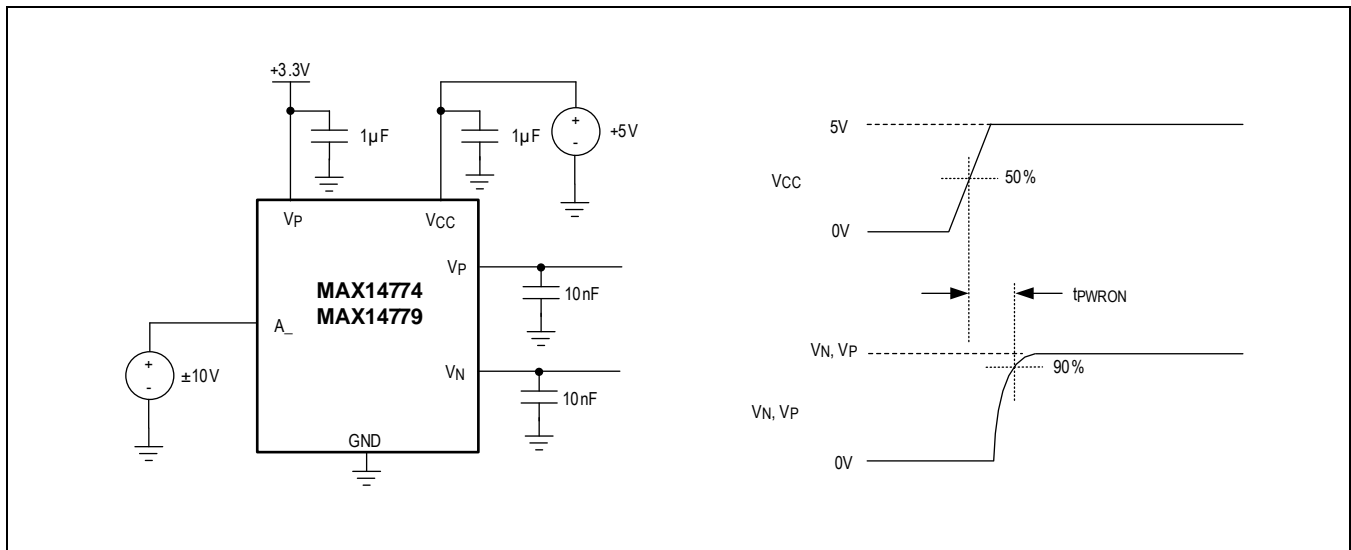 +3.3V
1µF
1µF
+
-
+5V
VP
VCC
VP
10nF
MAX14774
MAX14779
A_
+
-
±10V
VN
10nF
GND
5V
VCC
50%
0V
tPWRON
VN, VP
90%
VN, VP
0V